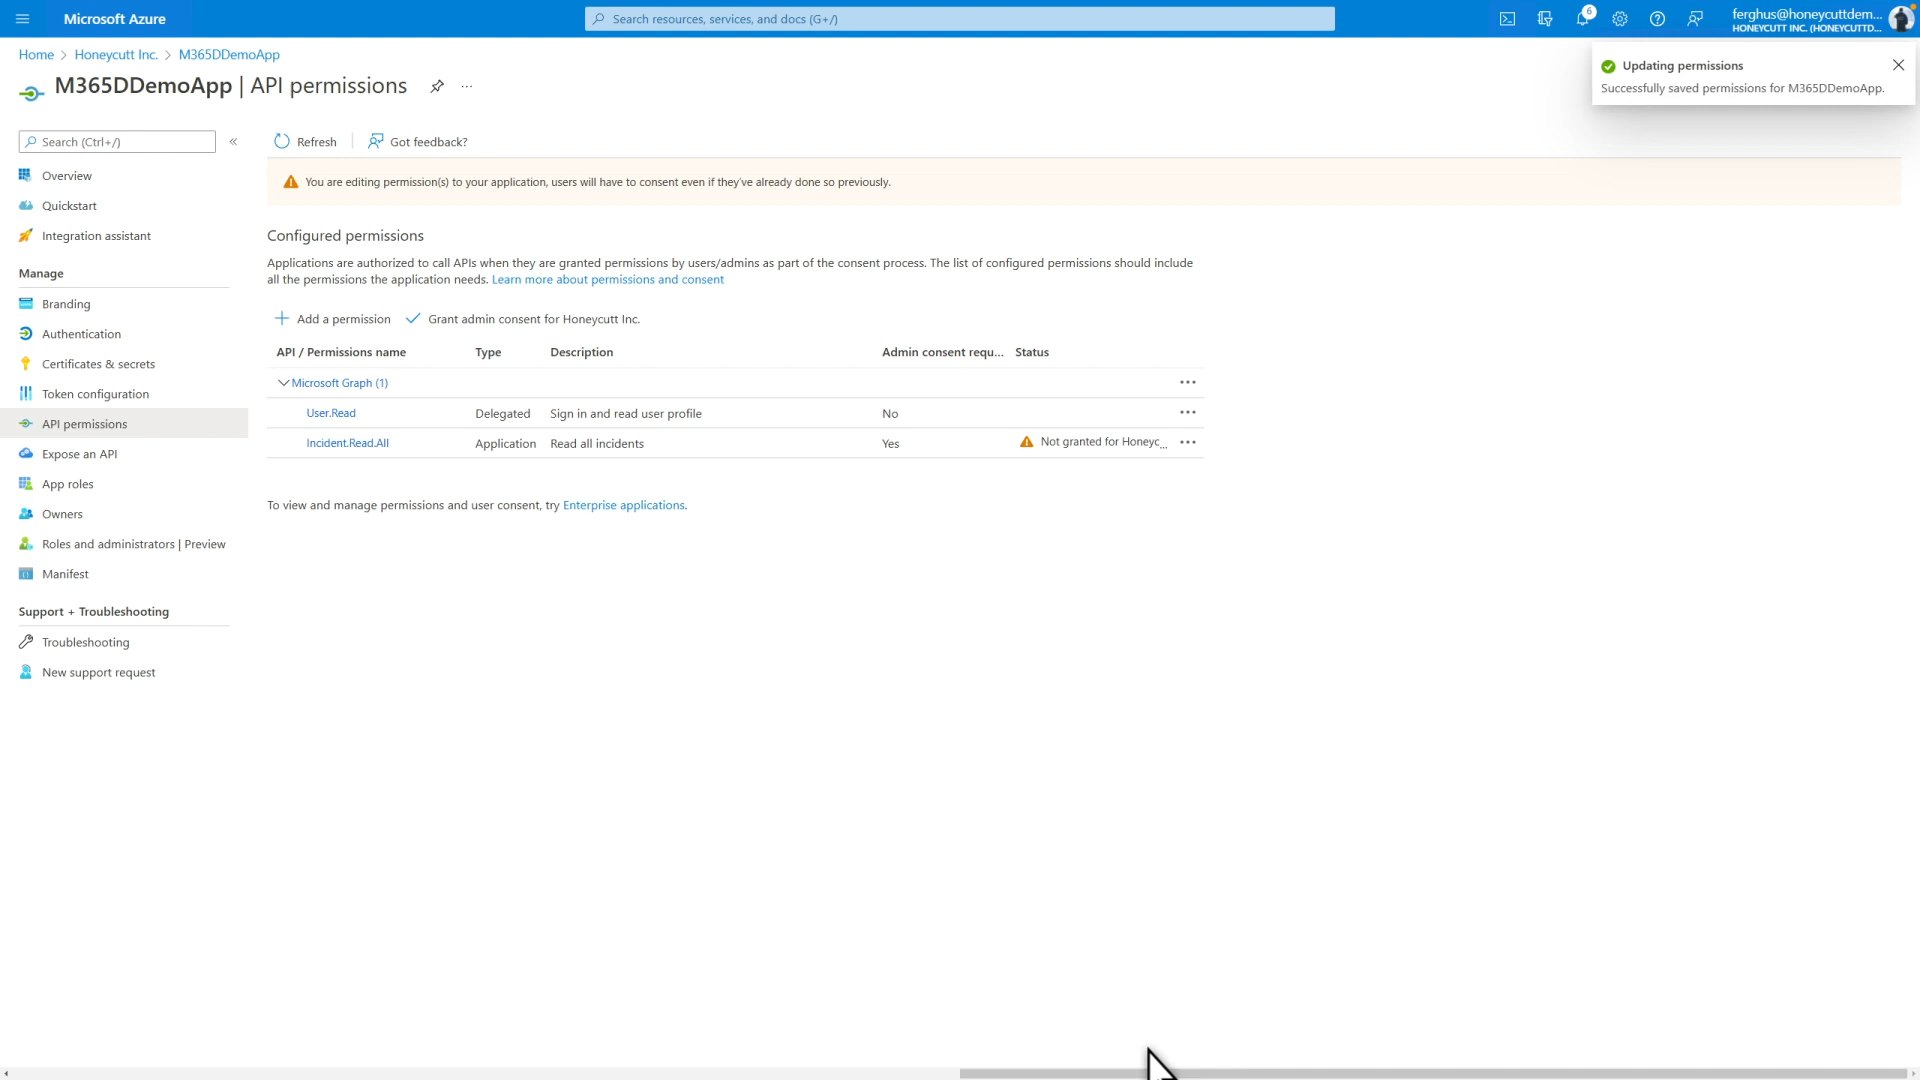 Microsoft Azure
Search resources, services, and docs (G+/)
6
ferghus@honeycuttdem...
HONEYCUTT INC. (HONEYCUTTD...
Home > Honeycutt Inc. > M365DDemoApp
M365DDemoApp | API permissions
...
Updating permissions
Successfully saved permissions for M365DDemoApp.
Search (Ctrl+/)
«
Overview
Quickstart
Integration assistant
Manage
Branding
Authentication
Certificates & secrets
Token configuration
API permissions
Expose an API
App roles
Owners
Roles and administrators | Preview
Manifest
Support + Troubleshooting
Troubleshooting
New support request
Refresh
Got feedback?
You are editing permission(s) to your application, users will have to consent even if they've already done so previously.
Configured permissions
Applications are authorized to call APIs when they are granted permissions by users/admins as part of the consent process. The list of configured permissions should include
all the permissions the application needs. Learn more about permissions and consent
Add a permission
Grant admin consent for Honeycutt Inc.
API / Permissions name Type Description Admin consent requ... Status
Microsoft Graph (1)
User.Read Delegated Sign in and read user profile No
Incident.Read.All Application Read all incidents Yes Not granted for Honeyc...
To view and manage permissions and user consent, try Enterprise applications.